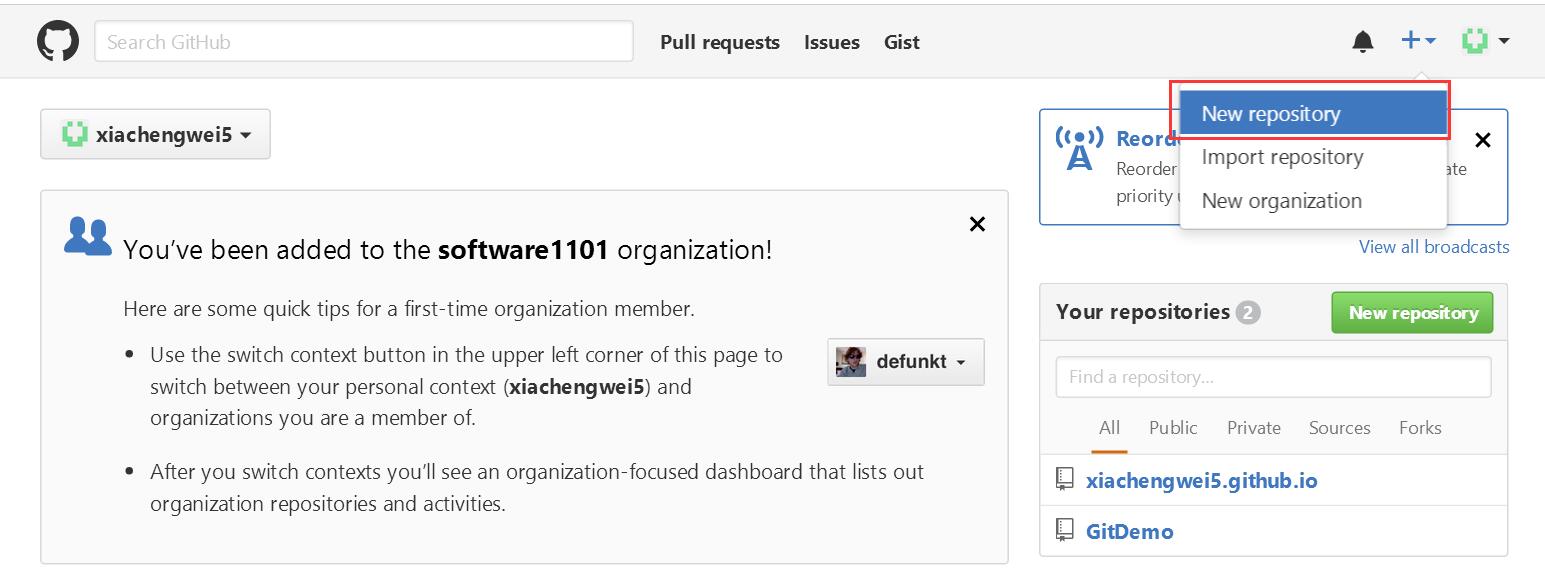 Search GitHub
Pull requests
Issues
Gist
New repository
Import repository
New organization
xiachengwei5
You've been added to the software1101 organization!
Here are some quick tips for a first-time organization member.
Use the switch context button in the upper left corner of this page to
switch between your personal context (xiachengwei5) and
organizations you are a member of.
defunkt
After you switch contexts you'll see an organization-focused dashboard that lists out
organization repositories and activities.
Reorder
priority
View all broadcasts
Your repositories 2
New repository
Find a repository...
All
Public
Private
Sources
Forks
xiachengwei5.github.io
GitDemo